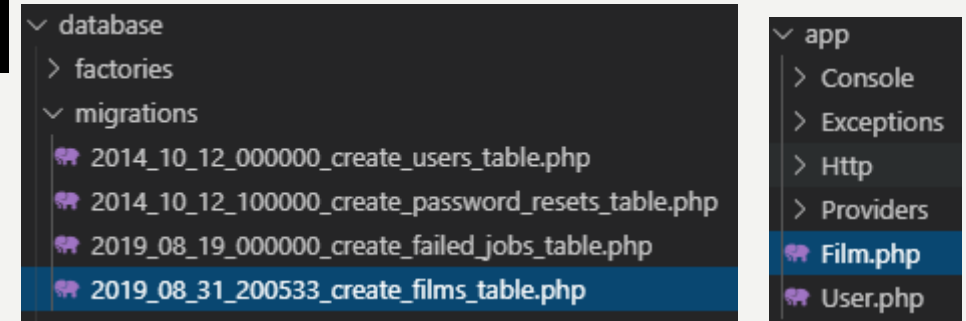 database
factories
migrations
2014_10_12_000000_create_users_table.php
2014_10_12_100000_create_password_resets_table.php
2019_08_19_000000_create_failed_jobs_table.php
2019_08_31_200533_create_films_table.php
app
Console
Exceptions
Http
Providers
Film.php
User.php